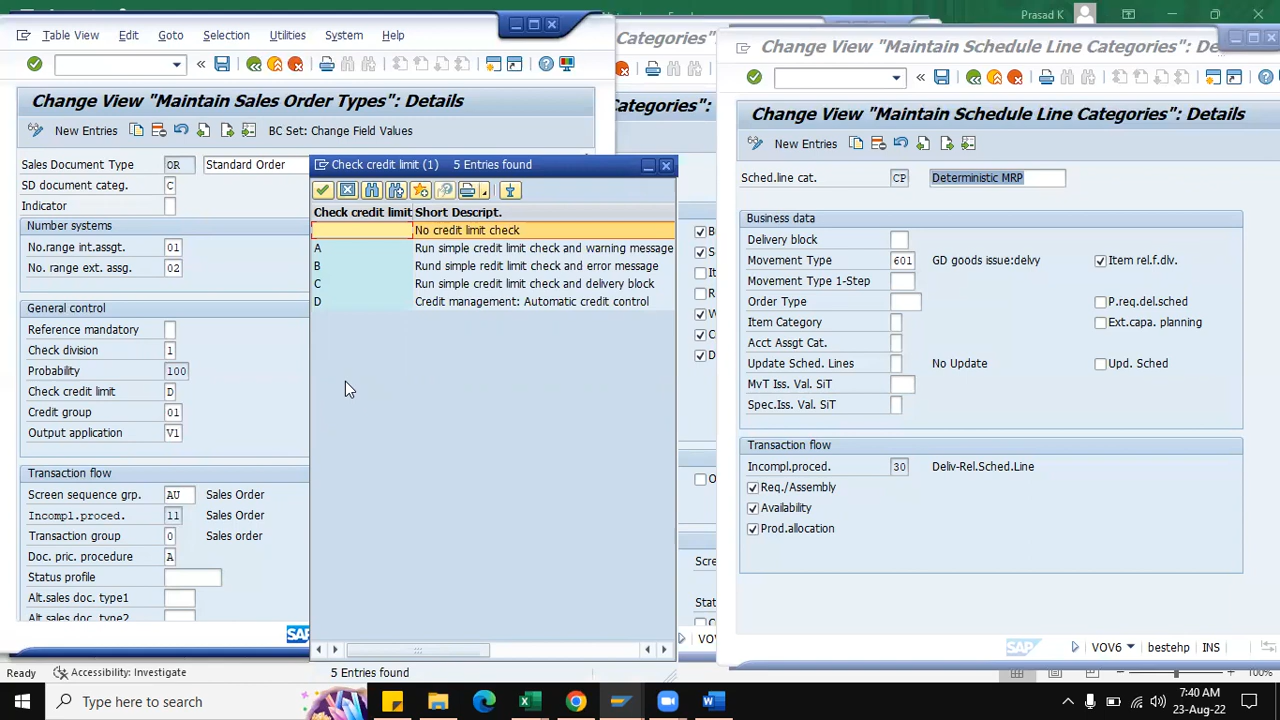 Prasad K
Table View Edit Goto Selection Utilities System Help
Change View "Maintain Sales Order Types": Details
New Entries BC Set: Change Field Values
Sales Document Type OR Standard Order
SD document categ. C
Indicator
Number systems
No.range int.assgt. 01
No. range ext. assg. 02
General control
Reference mandatory
Check division 1
Probability 100
Check credit limit D
Credit group 01
Output application V1
Transaction flow
Screen sequence grp. AU Sales Order
Incompl.proced. 11 Sales Order
Transaction group 0 Sales order
Doc. pric. procedure A
Status profile
Alt.sales doc. type1
Alt.sales doc. type2
SAP
Check credit limit (1) 5 Entries found
Check credit limit Short Descript.
No credit limit check
A Run simple credit limit check and warning message
B Rund simple redit limit check and error message
C Run simple credit limit check and delivery block
D Credit management: Automatic credit control
5 Entries found
Categories":
Categories":
VOV
Change View "Maintain Schedule Line Categories": De
Change View "Maintain Schedule Line Categories": Details
New Entries
Sched.line cat. CP Deterministic MRP
Business data
Delivery block
Movement Type 601 GD goods issue:delvy Item rel.f.dlv.
Movement Type 1-Step
Order Type P.req.del.sched
Item Category Ext.capa. planning
Acct Assgt Cat.
Update Sched. Lines No Update Upd. Sched
MvT Iss. Val. SiT
Spec.Iss. Val. SiT
Transaction flow
Incompl.proced. 30 Deliv-Rel.Sched.Line
Req./Assembly
Availability
Prod.allocation
SAP VOV6 bestehp INS
Ready Accessibility: Investigate
100%
Type here to search
7:40 AM
23-Aug-22